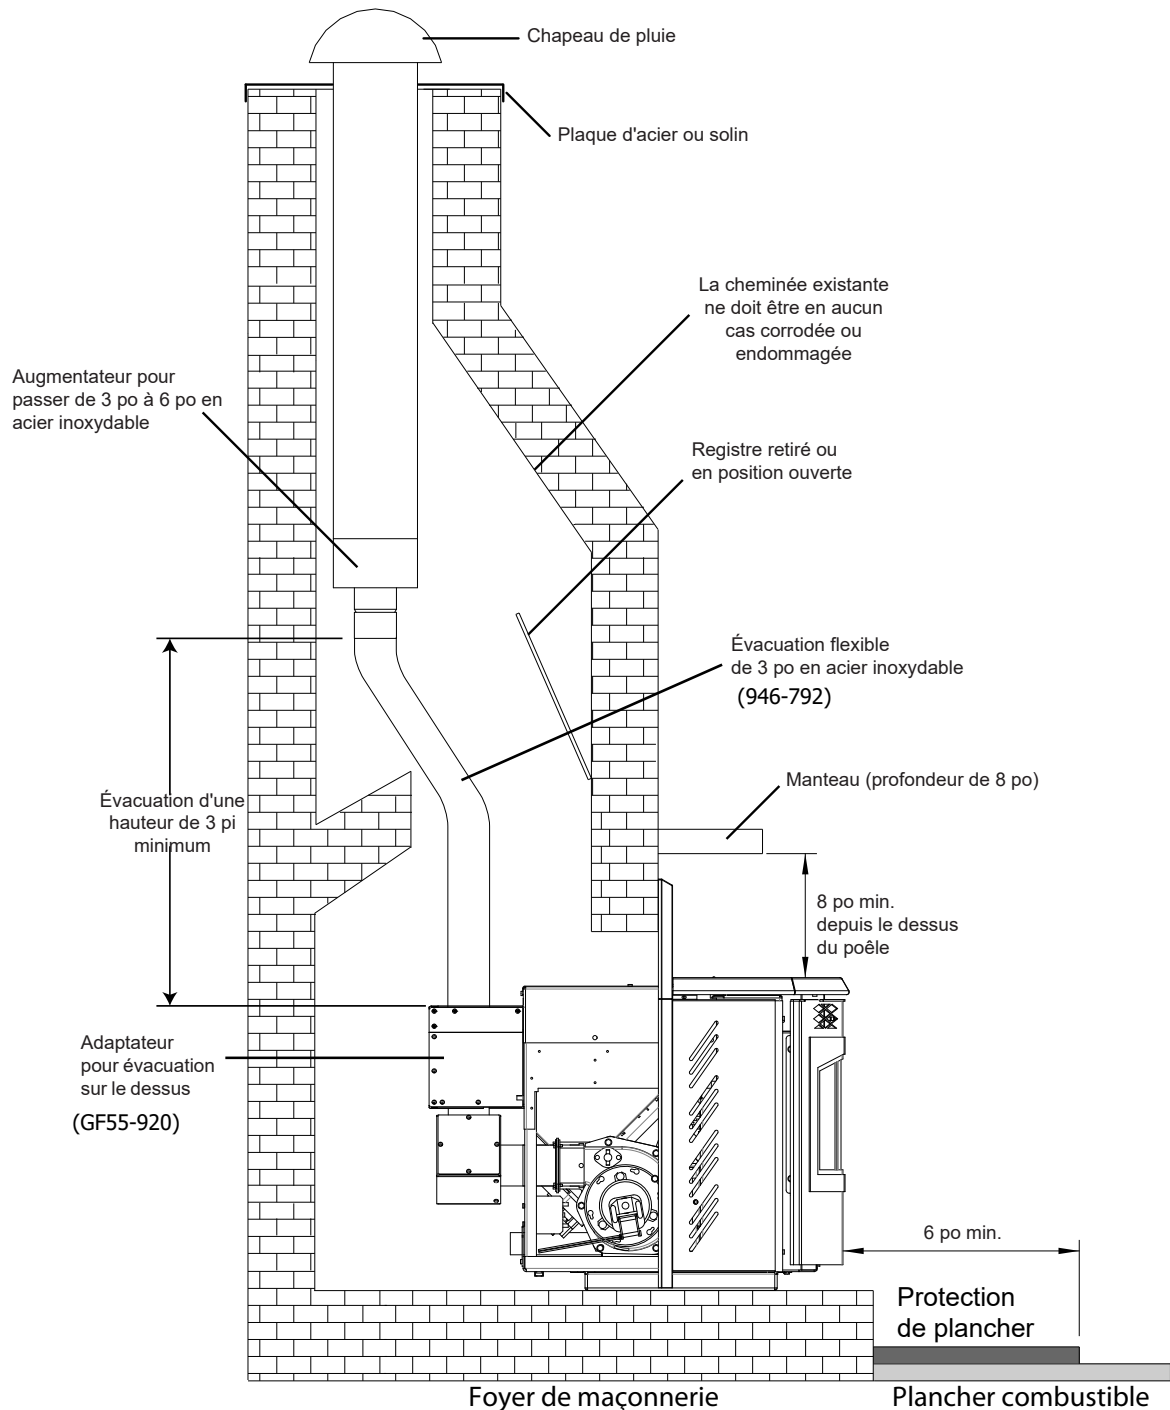 Chapeau de pluie
Plaque d'acier ou solin
La cheminée existante
ne doit être en aucun
cas corrodée ou
endommagée
Augmentateur pour
passer de 3 po à 6 po en
acier inoxydable
Registre retiré ou
en position ouverte
Évacuation flexible
de 3 po en acier inoxydable
(946-792)
Manteau (profondeur de 8 po)
Évacuation d'une
hauteur de 3 pi
minimum
8 po min.
depuis le dessus
du poêle
Adaptateur
pour évacuation
sur le dessus
(GF55-920)
6 po min.
Protection
de plancher
Foyer de maçonnerie
Plancher combustible